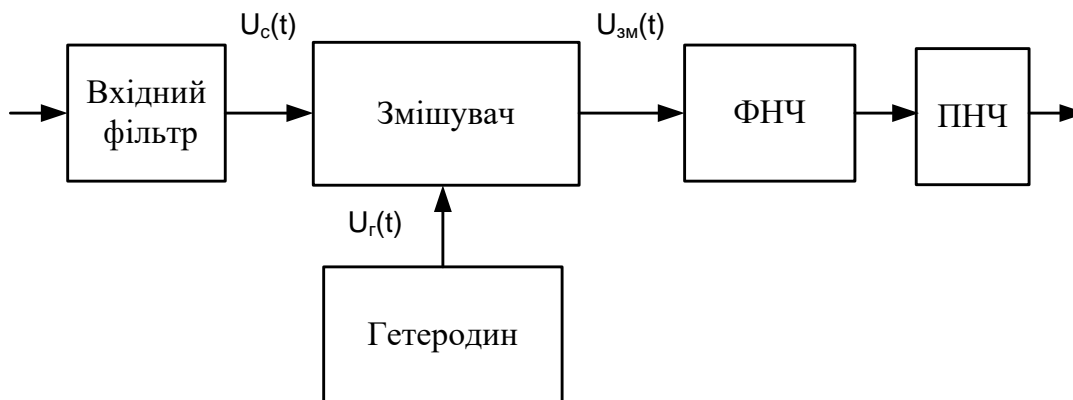 Uс(t)
Uзм(t)
Вхідний
фільтр
Змішувач
ФНЧ
ПНЧ
Uг(t)
Гетеродин